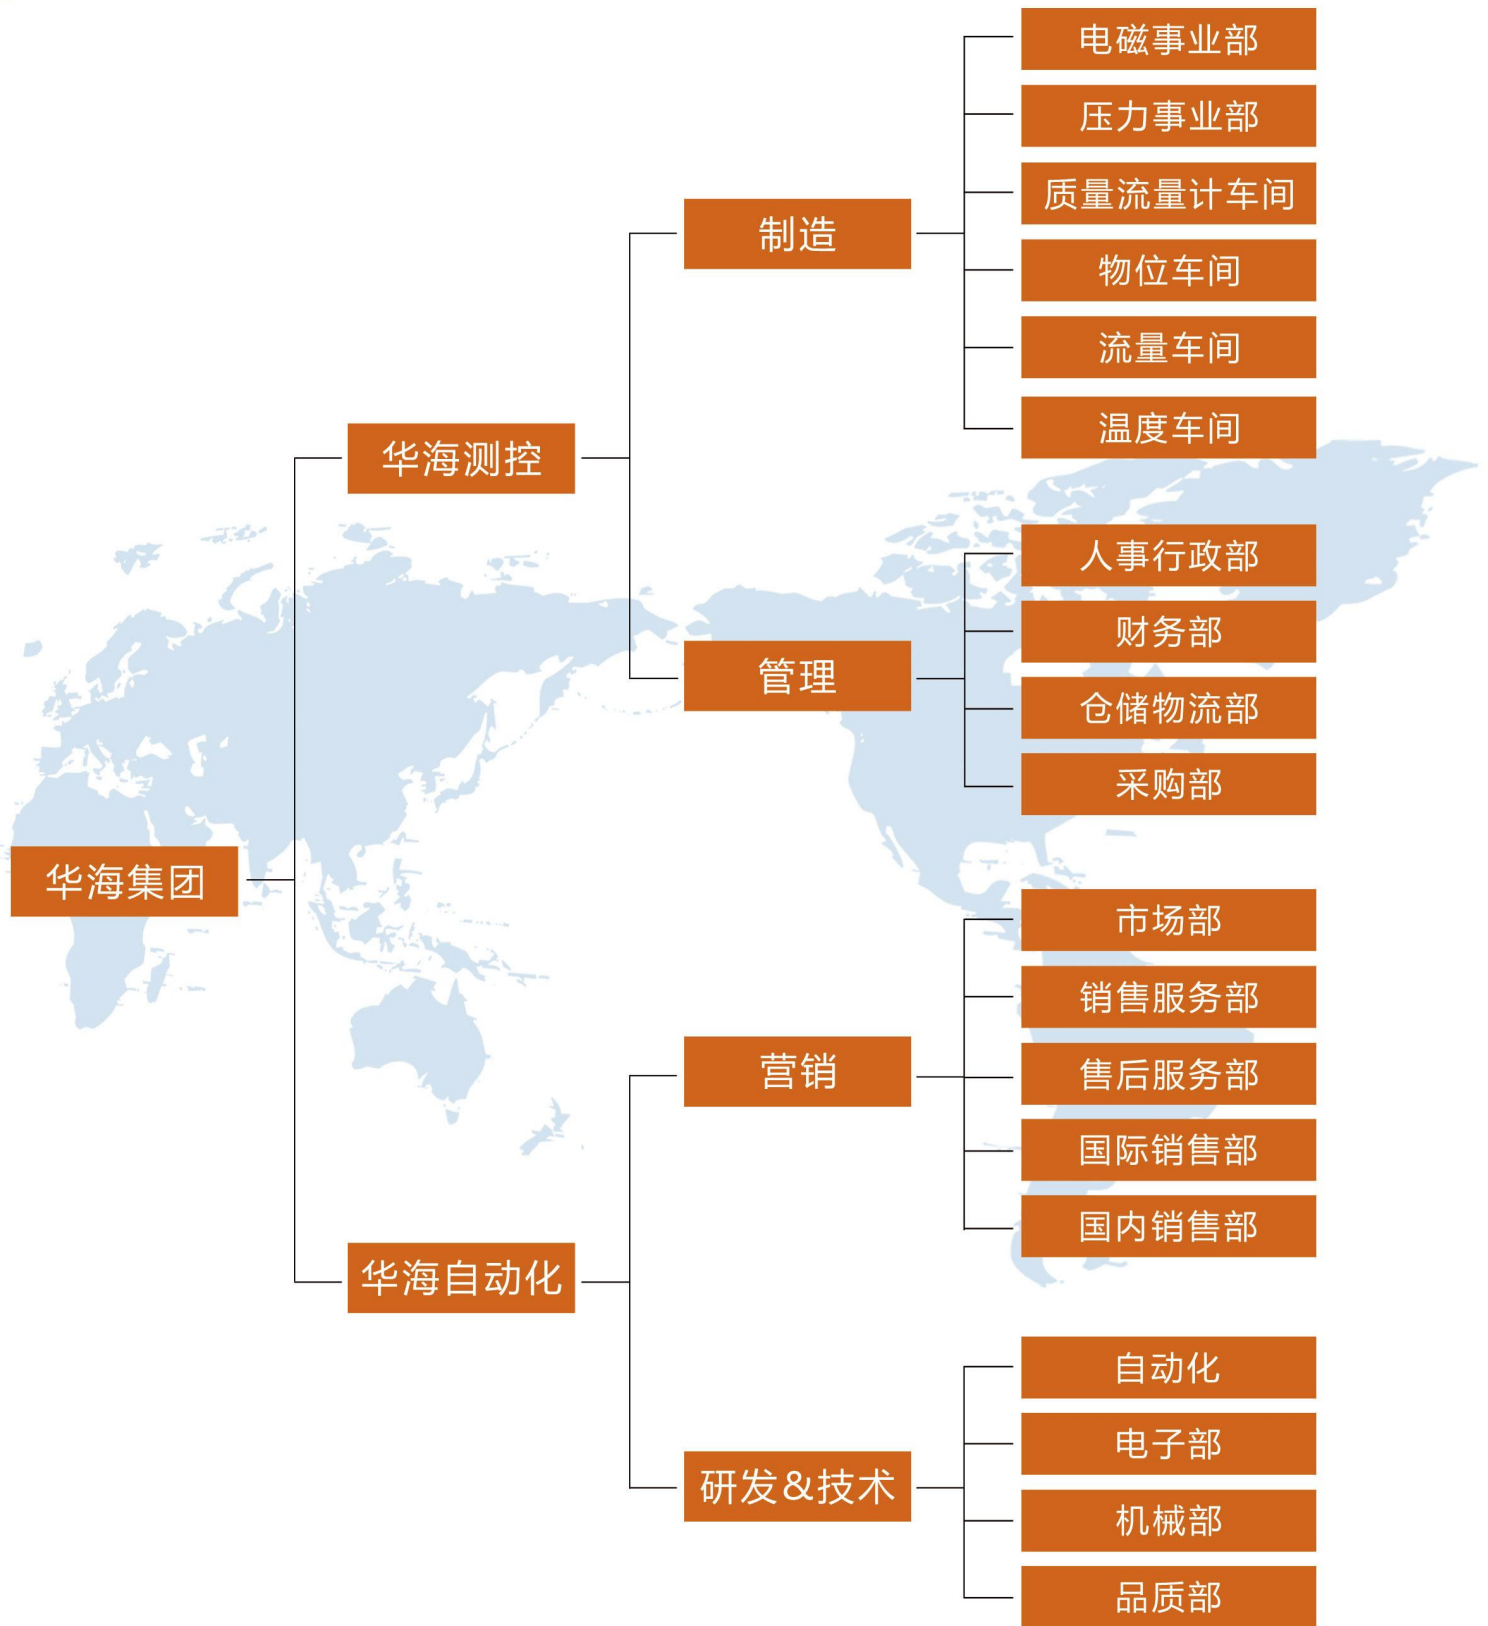 华海集团
华海测控
制造
电磁事业部
压力事业部
质量流量计车间
物位车间
流量车间
温度车间
管理
人事行政部
财务部
仓储物流部
采购部
华海自动化
营销
市场部
销售服务部
售后服务部
国际销售部
国内销售部
研发&技术
自动化
电子部
机械部
品质部